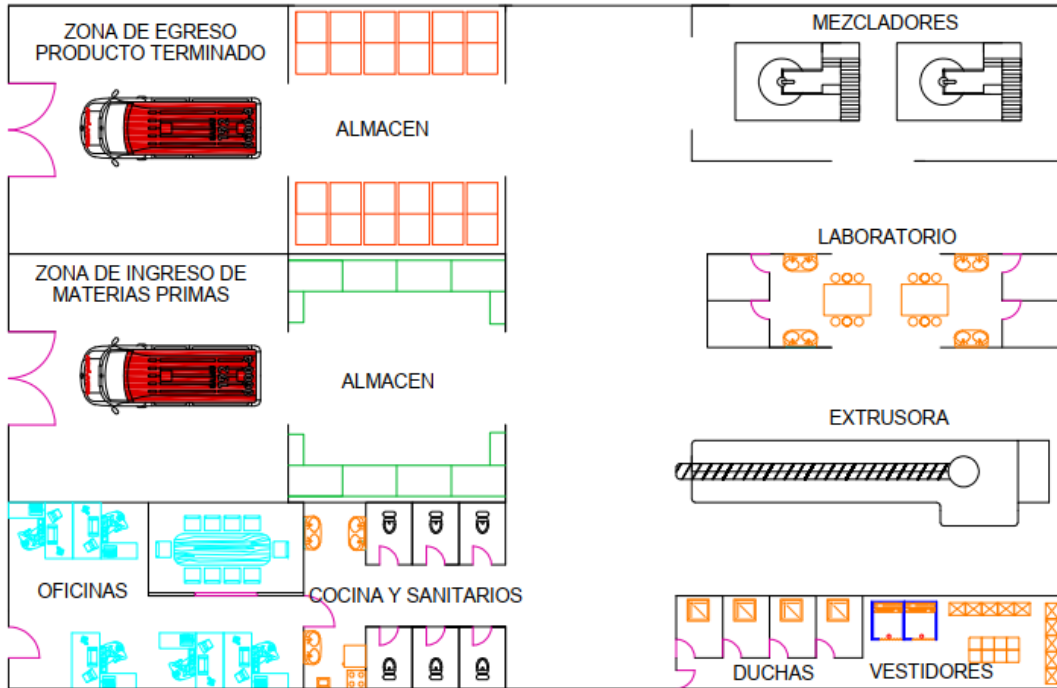 ZONA DE EGRESO
PRODUCTO TERMINADO
MEZCLADORES
ALMACEN
LABORATORIO
ZONA DE INGRESO DE
MATERIAS PRIMAS
ALMACEN
EXTRUSORA
OFICINAS
COCINA Y SANITARIOS
DUCHAS
VESTIDORES